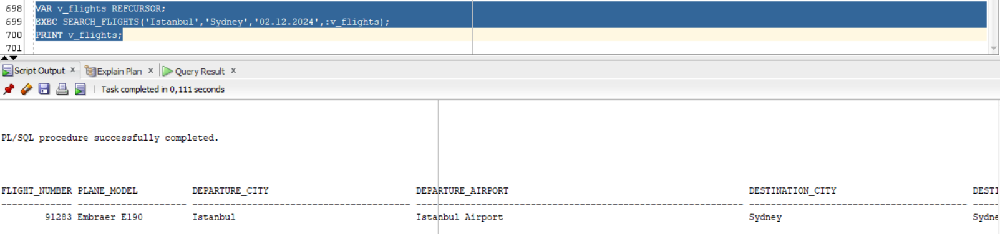 698 VAR v_flights REFCURSOR;
699 EXEC SEARCH_FLIGHTS('Istanbul','Sydney','02.12.2024',:v_flights);
700 PRINT v_flights;
701
Script Output x Explain Plan x Query Result x
Task completed in 0,111 seconds
PL/SQL procedure successfully completed.
FLIGHT_NUMBER PLANE_MODEL DEPARTURE_CITY DEPARTURE_AIRPORT DESTINATION_CITY DESTI
------------- -------------------- ---------------------------------------- ------------------------------------------------------------ ---------------------------------------- -----
91283 Embraer E190 Istanbul Istanbul Airport Sydney Sydne